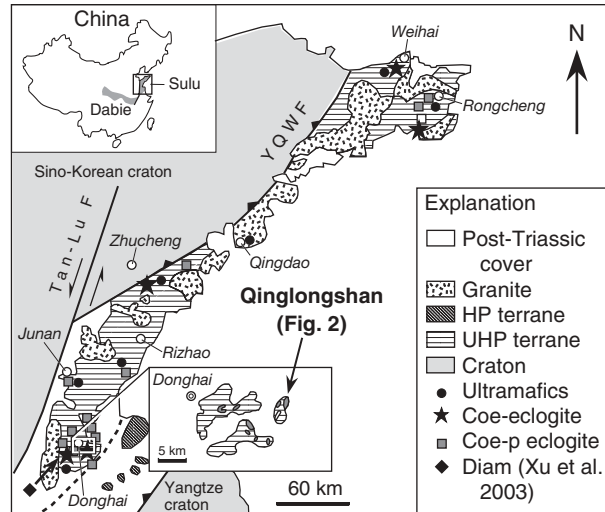 China
Sulu
Dabie
Sino-Korean craton
Tan-Lu F
YQWF
Weihai
Rongcheng
N
Zhucheng
Qingdao
Qinglongshan
(Fig. 2)
Junan
Rizhao
Donghai
5 km
Donghai
Yangtze
craton
60 km
Explanation
Post-Triassic
cover
Granite
HP terrane
UHP terrane
Craton
Ultramafics
Coe-eclogite
Coe-p eclogite
Diam (Xu et al.
2003)